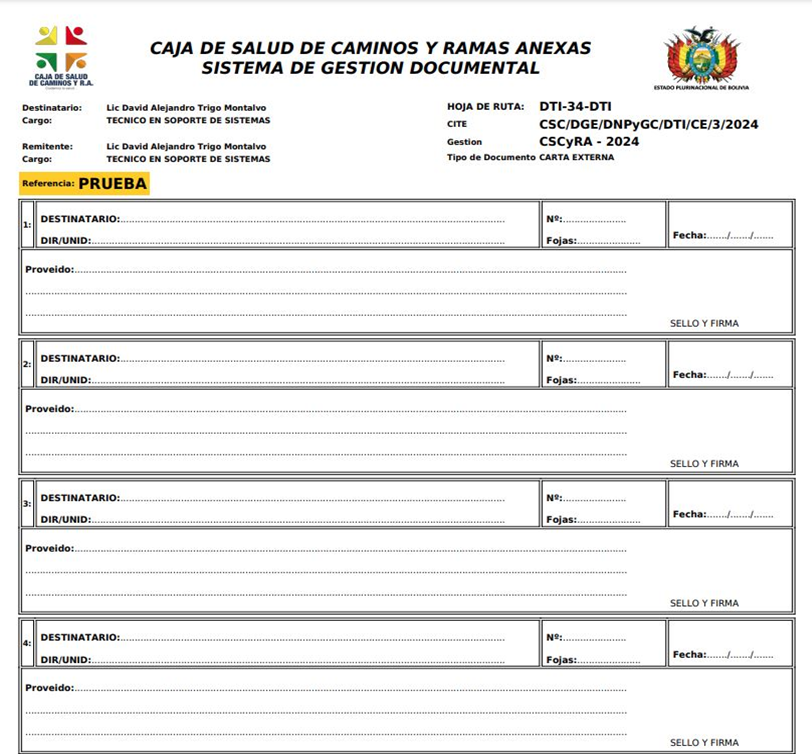 CAJA DE SALUD DE CAMINOS Y RAMAS ANEXAS
SISTEMA DE GESTION DOCUMENTAL
CAJA DE SALUD
DE CAMINOS Y R.A.
ESTADO PLURINACIONAL DE BOLIVIA
Destinatario: Lic David Alejandro Trigo Montalvo
Cargo: TECNICO EN SOPORTE DE SISTEMAS
Remitente: Lic David Alejandro Trigo Montalvo
Cargo: TECNICO EN SOPORTE DE SISTEMAS
HOJA DE RUTA: DTI-34-DTI
CITE CSC/DGE/DNPyGC/DTI/CE/3/2024
Gestion CSCyRA - 2024
Tipo de Documento CARTA EXTERNA
Referencia: PRUEBA
1:
DESTINATARIO:
DIR/UNID:
Nº:
Fojas:
Fecha:......./......./.......
Proveido:
SELLO Y FIRMA
2:
DESTINATARIO:
DIR/UNID:
Nº:
Fojas:
Fecha:......./......./.......
Proveido:
SELLO Y FIRMA
3:
DESTINATARIO:
DIR/UNID:
Nº:
Fojas:
Fecha:......./......./.......
Proveido:
SELLO Y FIRMA
4:
DESTINATARIO:
DIR/UNID:
Nº:
Fojas:
Fecha:......./......./.......
Proveido:
SELLO Y FIRMA